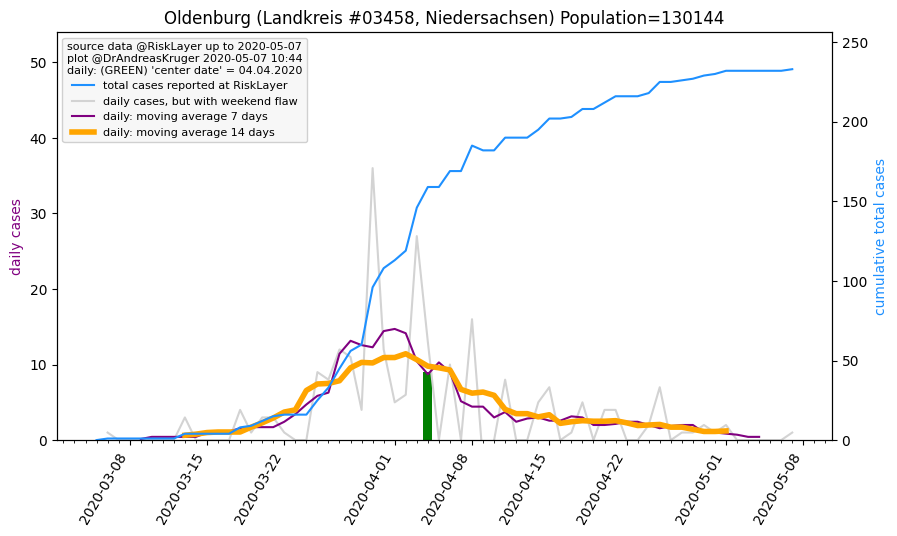 Oldenburg (Landkreis #03458, Niedersachsen) Population=130144
source data @RiskLayer up to 2020-05-07
plot @DrAndreasKruger 2020-05-07 10:44
daily: (GREEN) 'center date' = 04.04.2020
total cases reported at RiskLayer
daily cases, but with weekend flaw
daily: moving average 7 days
daily: moving average 14 days
daily cases
50
40
30
20
10
0
250
200
150
100
50
0
cumulative total cases
2020-03-08
2020-03-15
2020-03-22
2020-04-01
2020-04-08
2020-04-15
2020-04-22
2020-05-01
2020-05-08